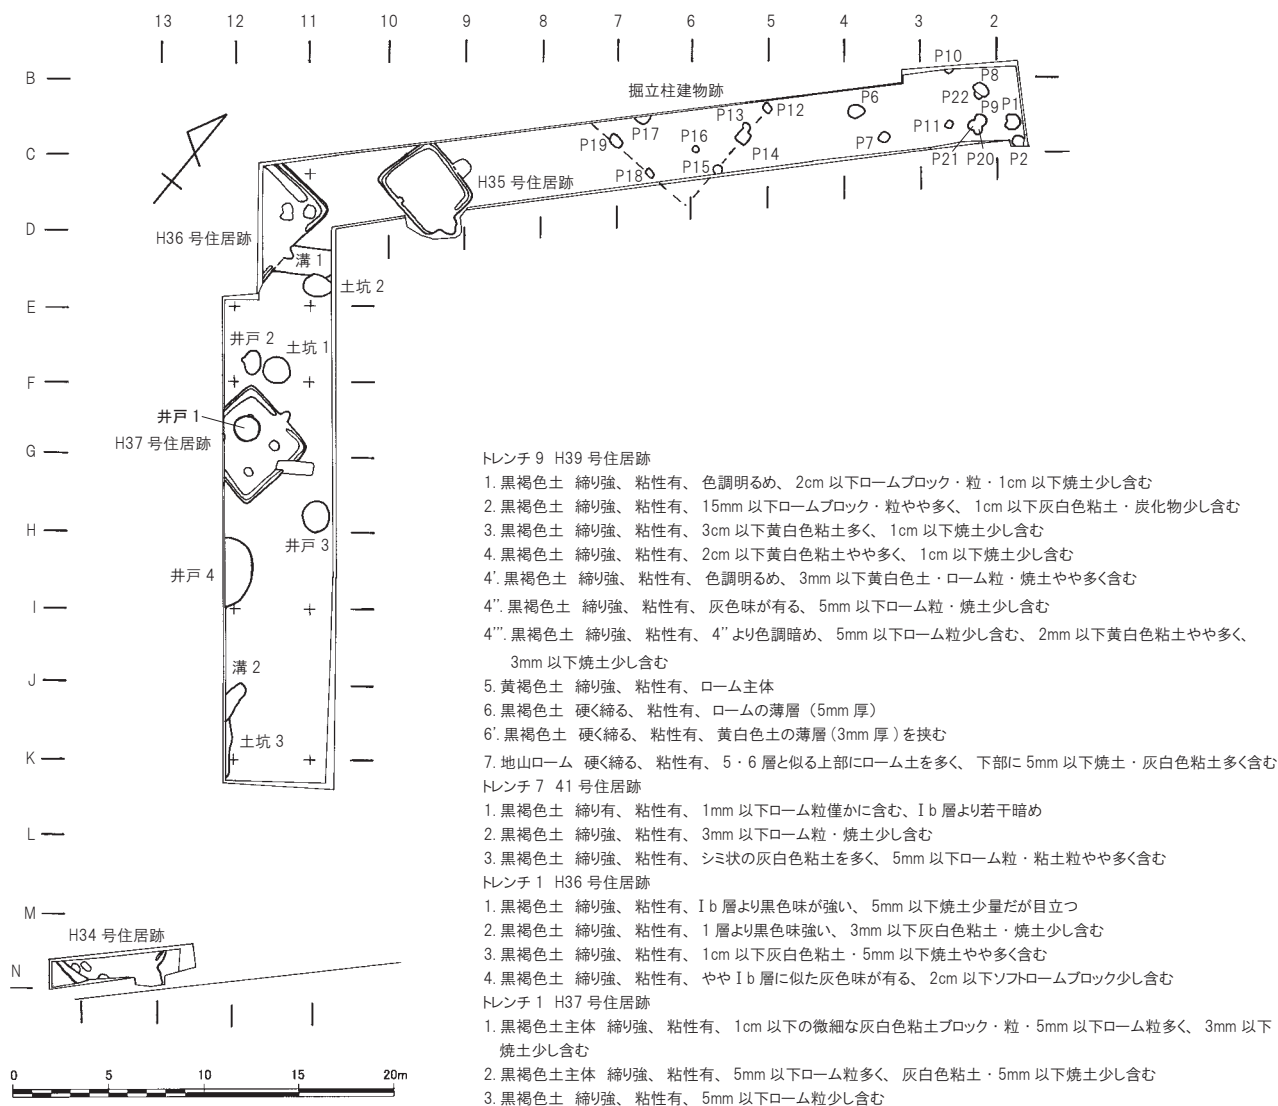 13 12 11 10 9 8 7 6 5 4 3 2
B
P10
P8
掘立柱建物跡
P12
P6
P22
P9 P1
P13
P17
P16
P11
C
P19
P14
P7
P21 P20 P2
P15
P18
H35 号住居跡
D
H36 号住居跡
溝 1
土坑 2
E
井戸 2
土坑 1
F
井戸 1
H37 号住居跡
G
H
井戸 3
井戸 4
I
J
溝 2
土坑 3
K
L
M
H34 号住居跡
N
0 5 10 15 20m
トレンチ 9 H39 号住居跡
1. 黒褐色土 締り強、 粘性有、 色調明るめ、 2cm 以下ロームブロック・粒・1cm 以下焼土少し含む
2. 黒褐色土 締り強、 粘性有、 15mm 以下ロームブロック・粒やや多く、 1cm 以下灰白色粘土・炭化物少し含む
3. 黒褐色土 締り強、 粘性有、 3cm 以下黄白色粘土多く、 1cm 以下焼土少し含む
4. 黒褐色土 締り強、 粘性有、 2cm 以下黄白色粘土やや多く、 1cm 以下焼土少し含む
4'. 黒褐色土 締り強、 粘性有、 色調明るめ、 3mm 以下黄白色土・ローム粒・焼土やや多く含む
4''. 黒褐色土 締り強、 粘性有、 灰色味が有る、 5mm 以下ローム粒・焼土少し含む
4'''. 黒褐色土 締り強、 粘性有、 4'' より色調暗め、 5mm 以下ローム粒少し含む、 2mm 以下黄白色粘土やや多く、
3mm 以下焼土少し含む
5. 黄褐色土 締り強、 粘性有、 ローム主体
6. 黒褐色土 硬く締る、 粘性有、 ロームの薄層 （5mm 厚）
6'. 黒褐色土 硬く締る、 粘性有、 黄白色土の薄層 (3mm 厚 ) を挟む
7. 地山ローム 硬く締る、 粘性有、 5・6 層と似る上部にローム土を多く、 下部に 5mm 以下焼土・灰白色粘土多く含む
トレンチ 7 41 号住居跡
1. 黒褐色土 締り有、 粘性有、 1mm 以下ローム粒僅かに含む、Ⅰb 層より若干暗め
2. 黒褐色土 締り強、 粘性有、 3mm 以下ローム粒・焼土少し含む
3. 黒褐色土 締り強、 粘性有、 シミ状の灰白色粘土を多く、 5mm 以下ローム粒・粘土粒やや多く含む
トレンチ 1 H36 号住居跡
1. 黒褐色土 締り強、 粘性有、Ⅰb 層より黒色味が強い、 5mm 以下焼土少量だが目立つ
2. 黒褐色土 締り強、 粘性有、 1 層より黒色味強い、 3mm 以下灰白色粘土・焼土少し含む
3. 黒褐色土 締り強、 粘性有、 1cm 以下灰白粘土・5mm 以下焼土やや多く含む
4. 黒褐色土 締り強、 粘性有、 ややⅠb 層に似た灰色味が有る、 2cm 以下ソフトロームブロック少し含む
トレンチ 1 H37 号住居跡
1. 黒褐色土主体 締り強、 粘性有、 1cm 以下の微細な灰白色粘土ブロック・粒・5mm 以下ローム粒多く、 3mm 以下
焼土少し含む
2. 黒褐色土主体 締り強、 粘性有、 5mm 以下ローム粒多く、 灰白色粘土・5mm 以下焼土少し含む
3. 黒褐色土 締り強、 粘性有、 5mm 以下ローム粒少し含む